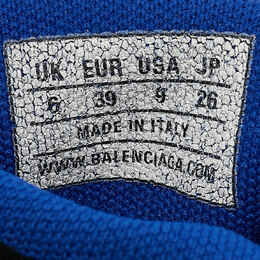 UK EUR USA JP
6 39 9 26
MADE IN ITALY
WWW.BALENCIAGA.COM